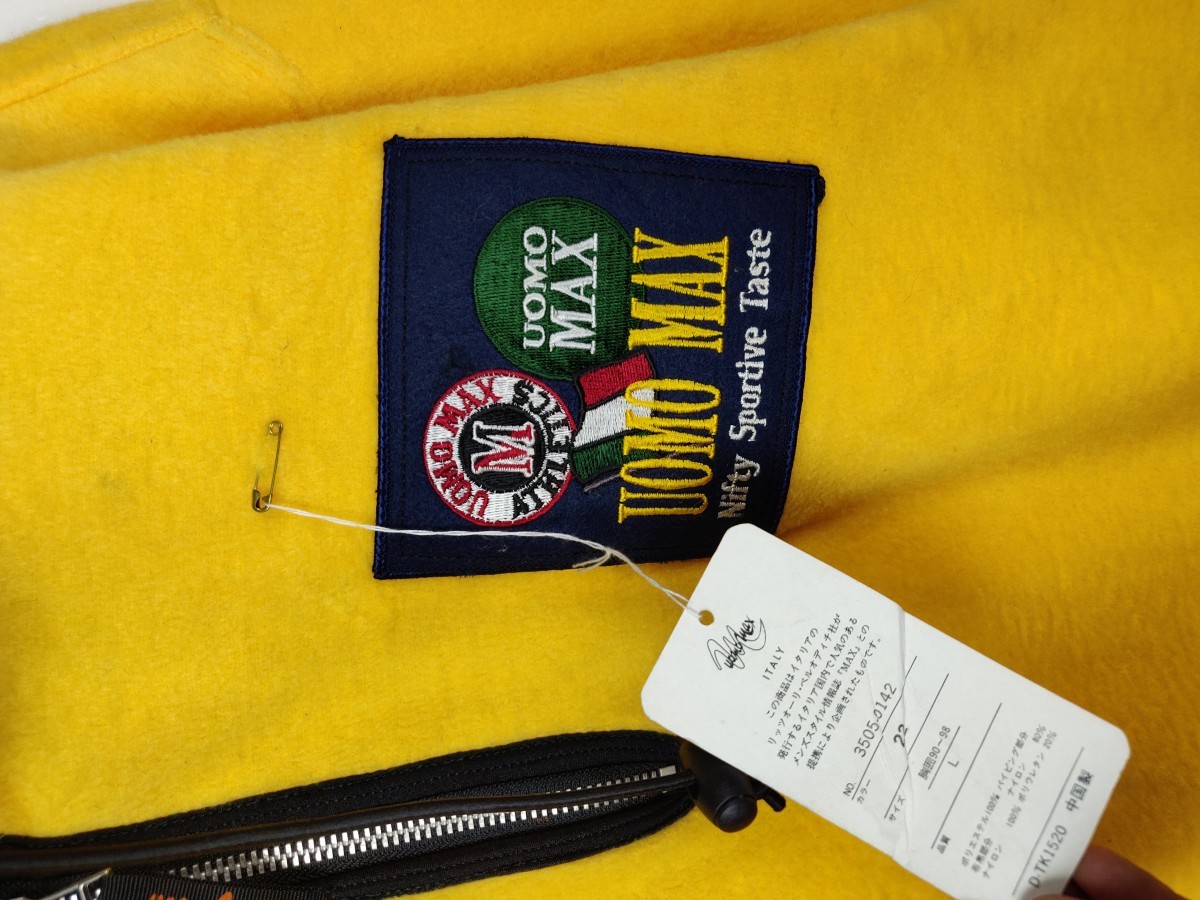 UOMO
MAX
UOMO MAX
ATHLETICS
M
UOMO MAX
Nifty Sportive Taste
uomo max
ITALY
この商品はイタリアの
リッツオーリ・ペルオディチ社が
発行するイタリア国内で人気のある
メンズスタイル情報誌「MAX」との
提携により企画されたものです。
NO. 3505-0142
カラー 22
サイズ 胸囲90-98
L
品質
ポリエステル100% パイピング部分
ナイロン 80%
ナイロン 100% ポリウレタン 20%
D-TK1520 中国製